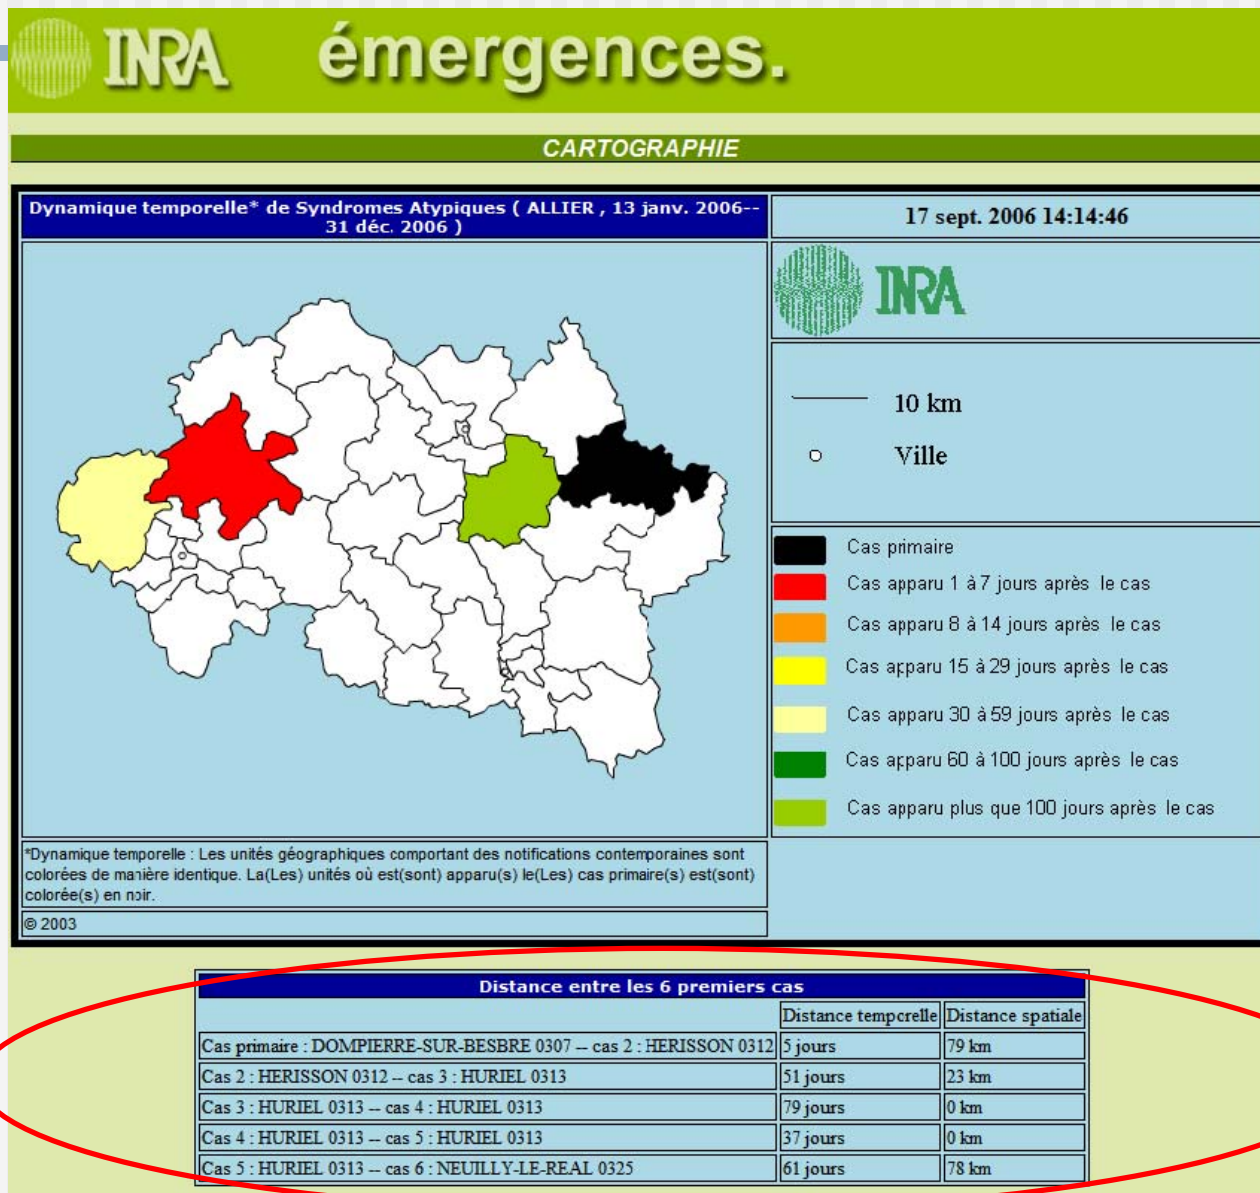 INRA émergences.
CARTOGRAPHIE
Dynamique temporelle* de Syndromes Atypiques ( ALLIER , 13 janv. 2006--
31 déc. 2006 )
17 sept. 2006 14:14:46
INRA
10 km
Ville
Cas primaire
Cas apparu 1 à 7 jours après le cas
Cas apparu 8 à 14 jours après le cas
Cas apparu 15 à 29 jours après le cas
Cas apparu 30 à 59 jours après le cas
Cas apparu 60 à 100 jours après le cas
Cas apparu plus que 100 jours après le cas
*Dynamique temporelle : Les unités géographiques comportant des notifications contemporaines sont
colorées de manière identique. La(Les) unités où est(sont) apparu(s) le(Les) cas primaire(s) est(sont)
colorée(s) en noir.
© 2003
Distance entre les 6 premiers cas
Distance temporelle Distance spatiale
Cas primaire : DOMPIERRE-SUR-BESBRE 0307 -- cas 2 : HERISSON 0312 5 jours 79 km
Cas 2 : HERISSON 0312 -- cas 3 : HURIEL 0313 51 jours 23 km
Cas 3 : HURIEL 0313 -- cas 4 : HURIEL 0313 79 jours 0 km
Cas 4 : HURIEL 0313 -- cas 5 : HURIEL 0313 37 jours 0 km
Cas 5 : HURIEL 0313 -- cas 6 : NEUILLY-LE-REAL 0325 61 jours 78 km